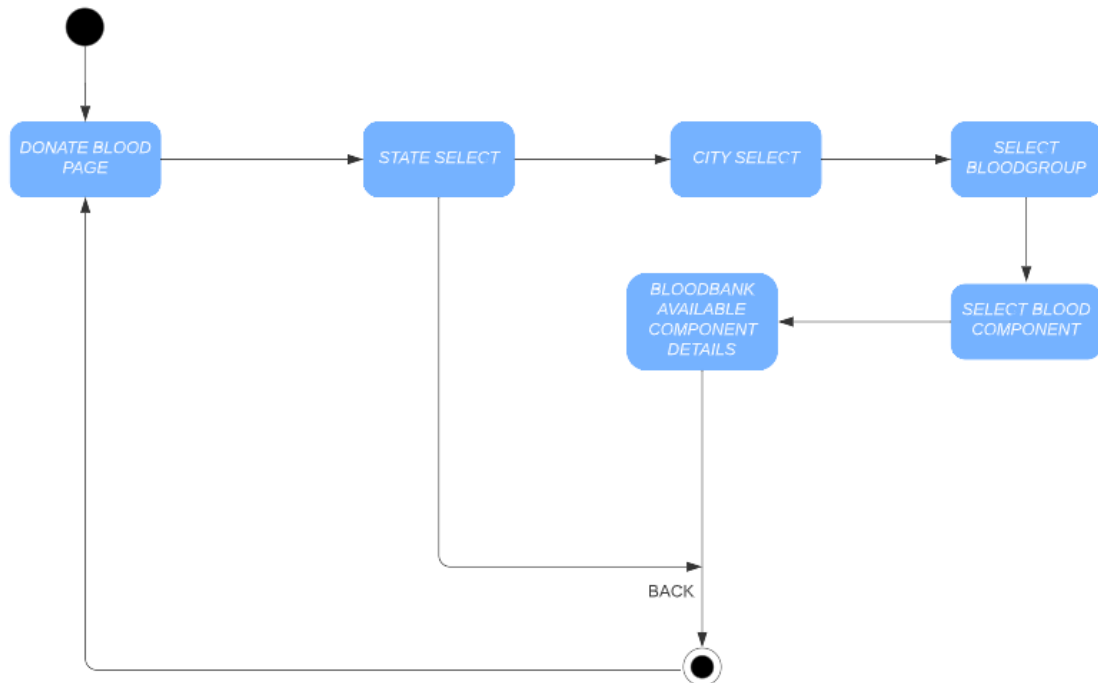 DONATE BLOOD
PAGE
STATE SELECT
CITY SELECT
SELECT
BLOODGROUP
BLOODBANK
AVAILABLE
COMPONENT
DETAILS
SELECT BLOOD
COMPONENT
BACK